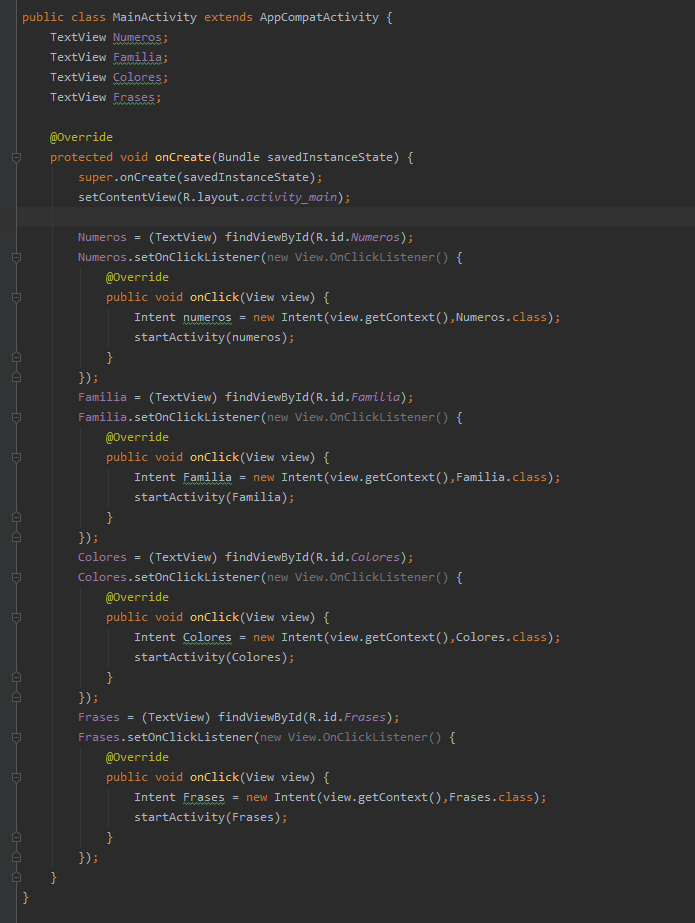 public class MainActivity extends AppCompatActivity {
    TextView Numeros;
    TextView Familia;
    TextView Colores;
    TextView Frases;

    @Override
    protected void onCreate(Bundle savedInstanceState) {
        super.onCreate(savedInstanceState);
        setContentView(R.layout.activity_main);

        Numeros = (TextView) findViewById(R.id.Numeros);
        Numeros.setOnClickListener(new View.OnClickListener() {
            @Override
            public void onClick(View view) {
                Intent numeros = new Intent(view.getContext(),Numeros.class);
                startActivity(numeros);
            }
        });
        Familia = (TextView) findViewById(R.id.Familia);
        Familia.setOnClickListener(new View.OnClickListener() {
            @Override
            public void onClick(View view) {
                Intent Familia = new Intent(view.getContext(),Familia.class);
                startActivity(Familia);
            }
        });
        Colores = (TextView) findViewById(R.id.Colores);
        Colores.setOnClickListener(new View.OnClickListener() {
            @Override
            public void onClick(View view) {
                Intent Colores = new Intent(view.getContext(),Colores.class);
                startActivity(Colores);
            }
        });
        Frases = (TextView) findViewById(R.id.Frases);
        Frases.setOnClickListener(new View.OnClickListener() {
            @Override
            public void onClick(View view) {
                Intent Frases = new Intent(view.getContext(),Frases.class);
                startActivity(Frases);
            }
        });
    }
}